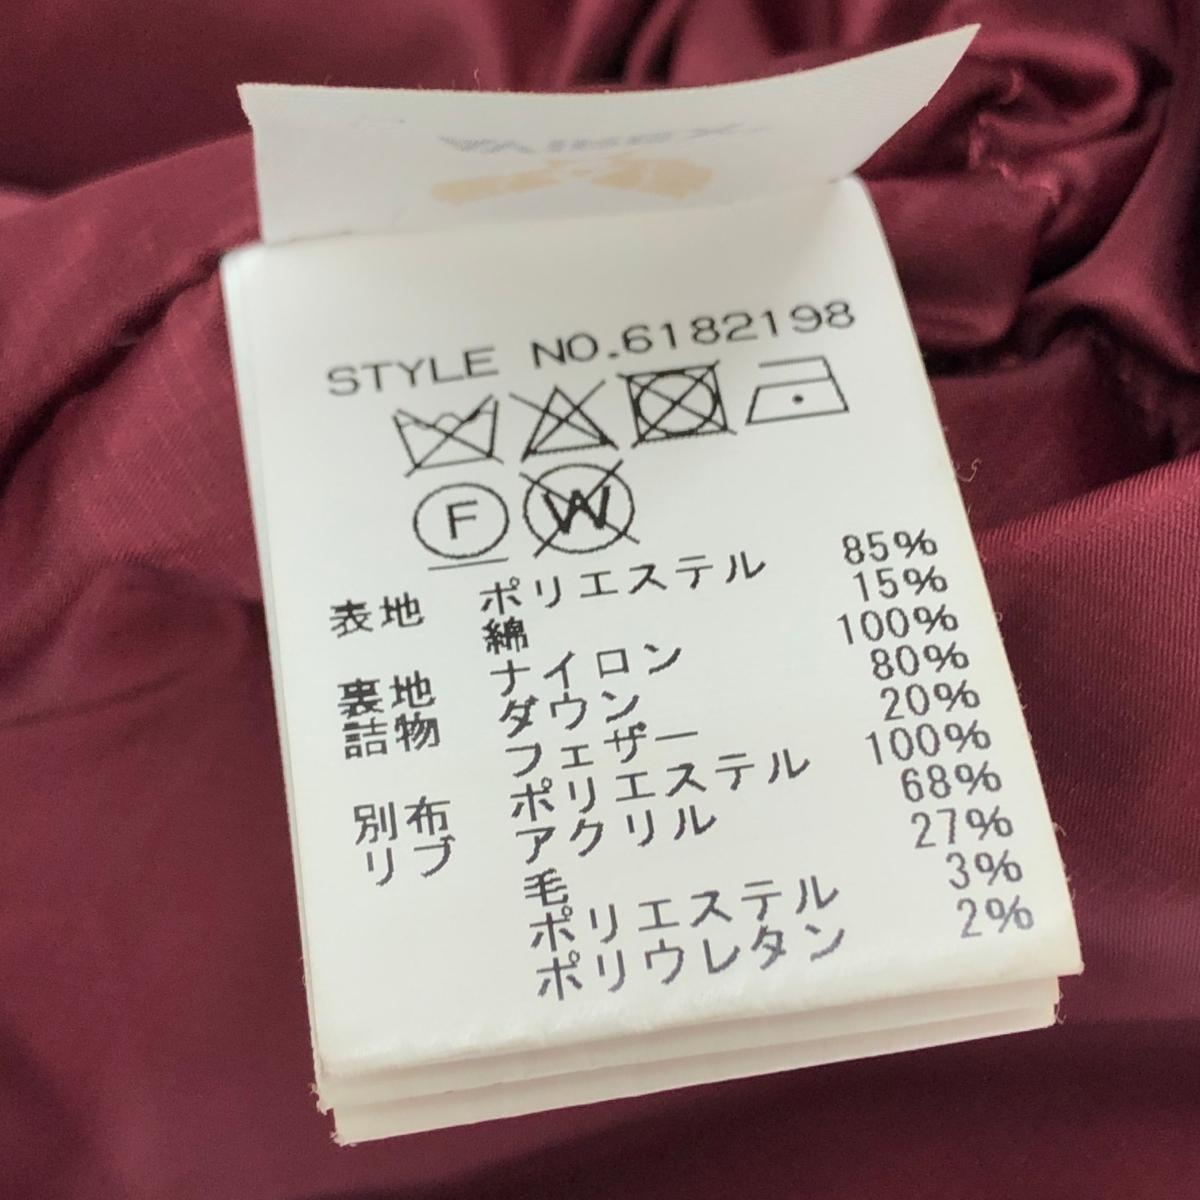 STYLE NO.6182198
F W
表地 ポリエステル 85%
綿 15%
裏地 ナイロン 100%
詰物 ダウン 80%
フェザー 20%
別布 ポリエステル 100%
リブ アクリル 68%
毛 27%
ポリエステル 3%
ポリウレタン 2%